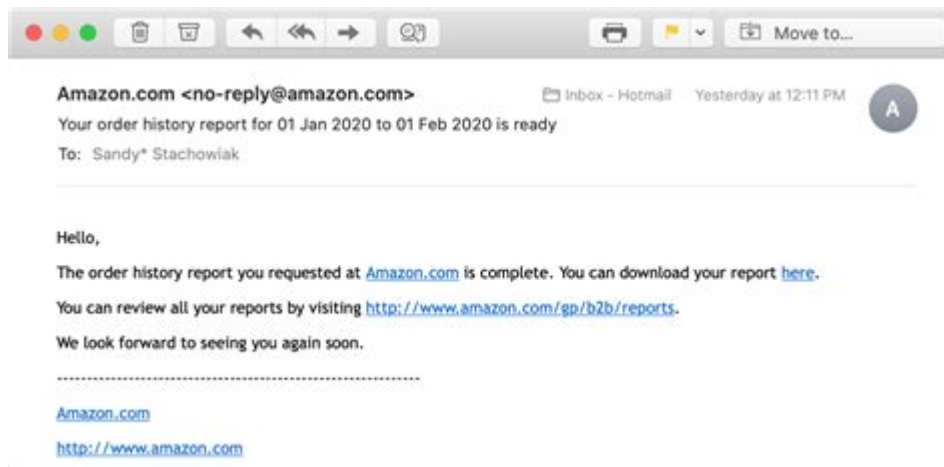 Move to...
Amazon.com <no-reply@amazon.com>
Inbox - Hotmail
Yesterday at 12:11 PM
A
Your order history report for 01 Jan 2020 to 01 Feb 2020 is ready
To: Sandy* Stachowiak
Hello,
The order history report you requested at Amazon.com is complete. You can download your report here.
You can review all your reports by visiting http://www.amazon.com/gp/b2b/reports.
We look forward to seeing you again soon.
-------------------------------------------------------------
Amazon.com
http://www.amazon.com